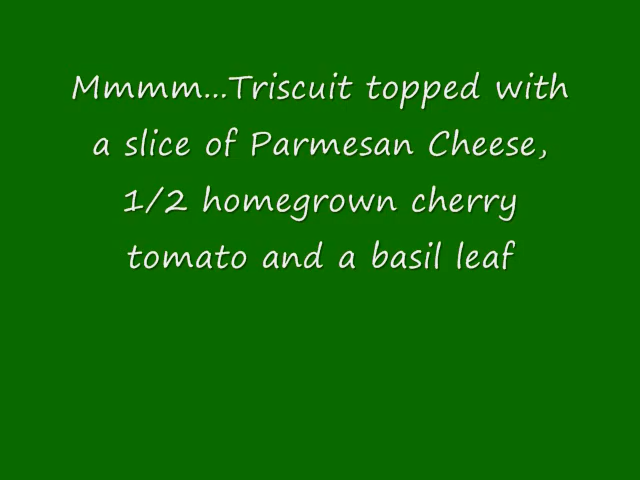 Mmmm...Triscuit topped with
a slice of Parmesan Cheese,
1/2 homegrown cherry
tomato and a basil leaf